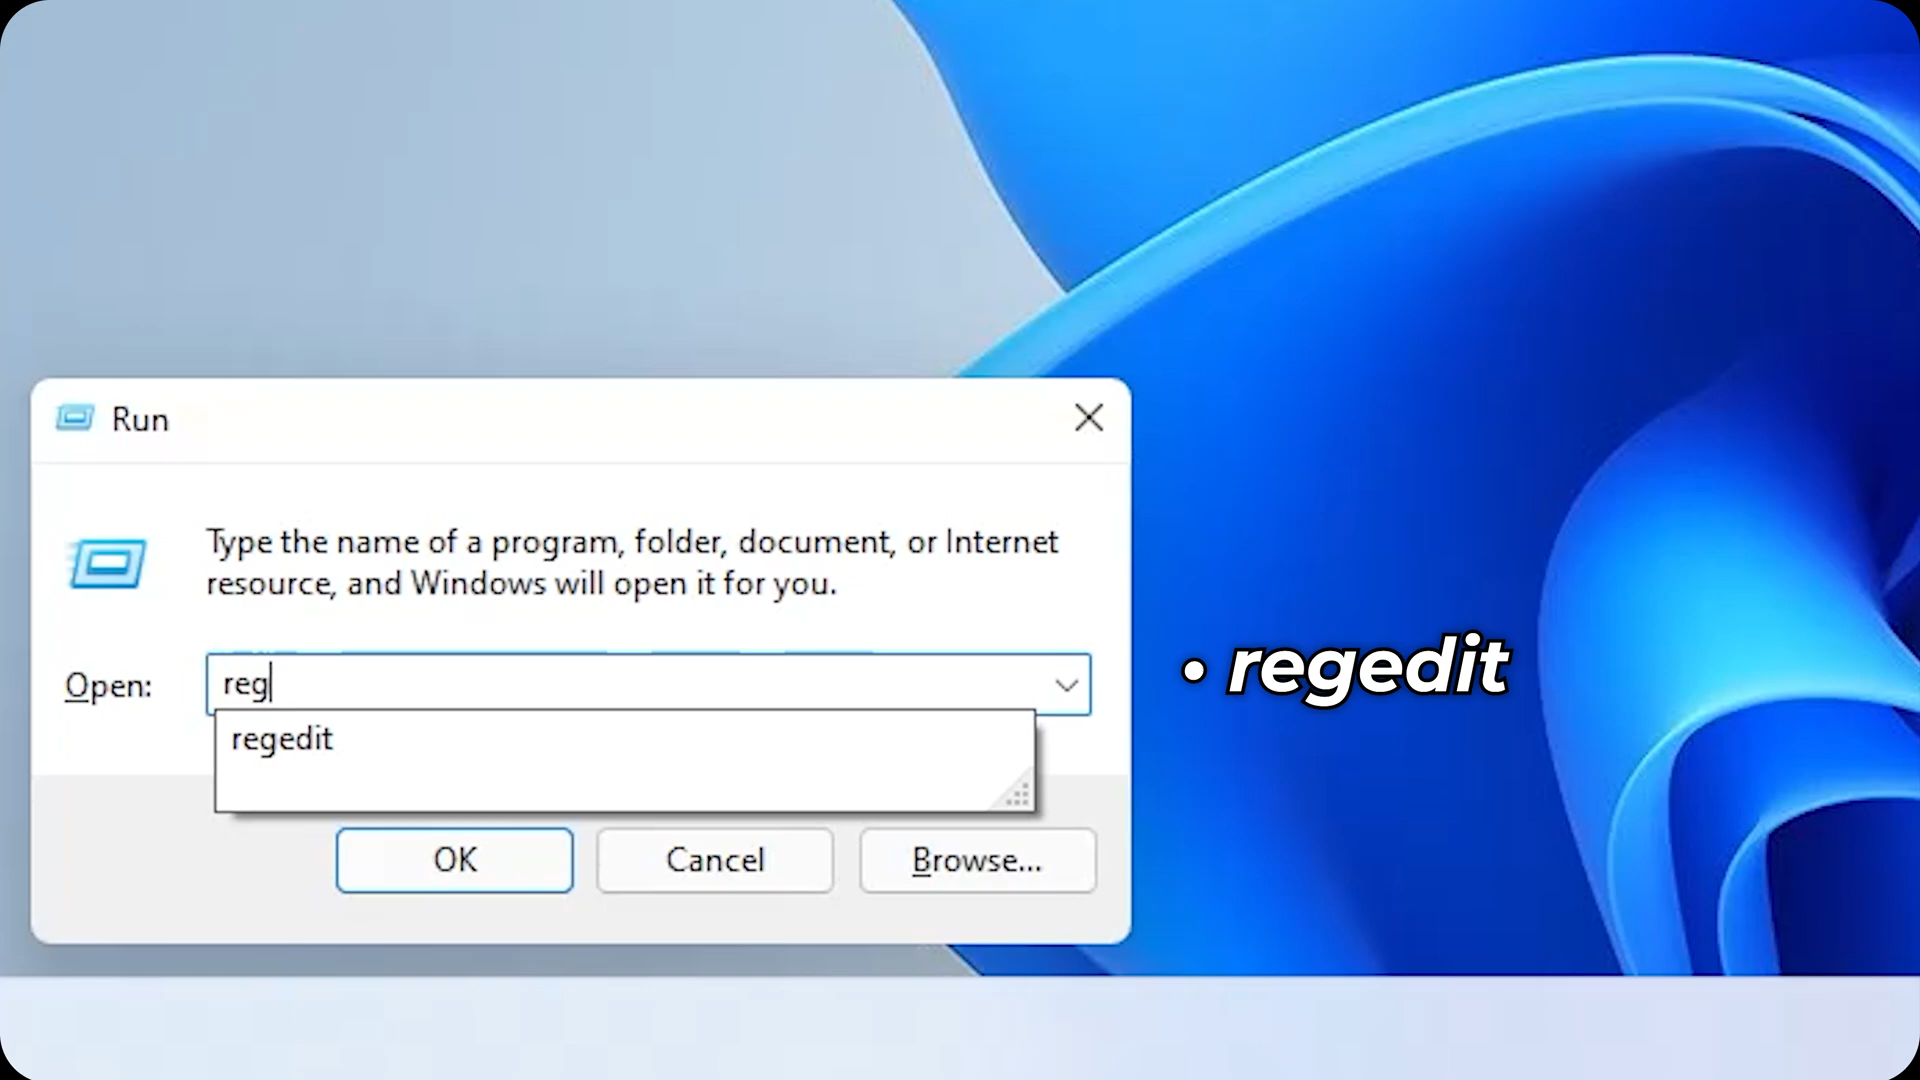 Run
Type the name of a program, folder, document, or Internet
resource, and Windows will open it for you.
Open:
reg
regedit
OK
Cancel
Browse...
• regedit